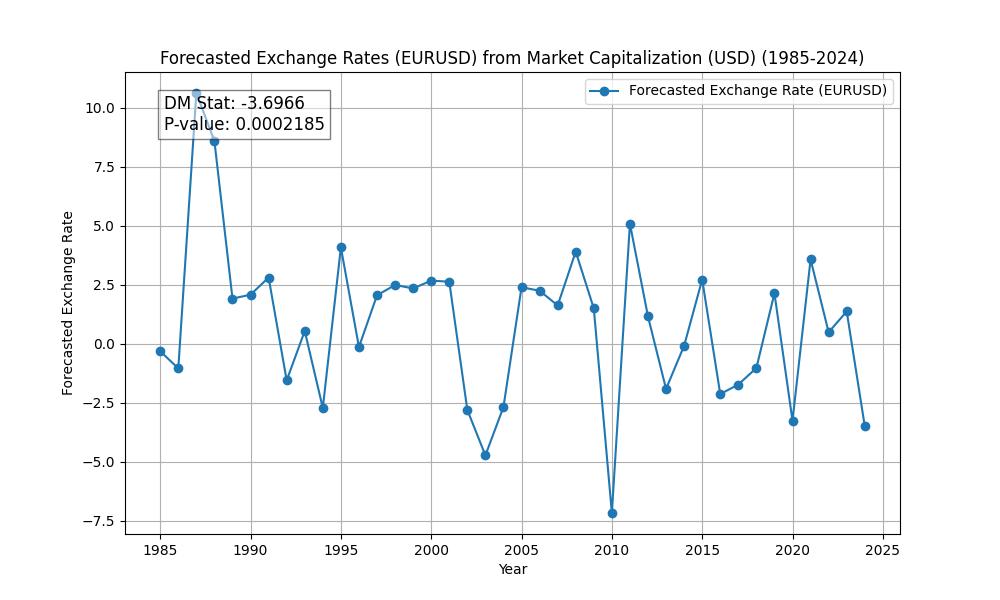 Forecasted Exchange Rates (EURUSD) from Market Capitalization (USD) (1985-2024)
DM Stat: -3.6966
P-value: 0.0002185
Forecasted Exchange Rate (EURUSD)
Forecasted Exchange Rate
10.0
7.5
5.0
2.5
0.0
−2.5
−5.0
−7.5
1985 1990 1995 2000 2005 2010 2015 2020 2025
Year